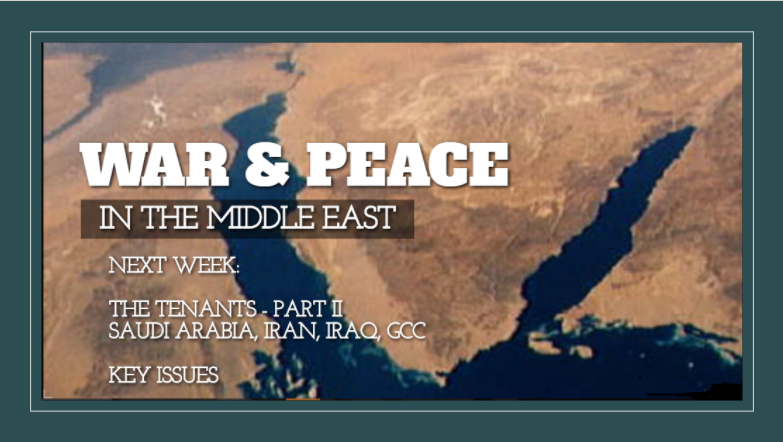 WAR & PEACE
IN THE MIDDLE EAST
NEXT WEEK:
THE TENANTS - PART II
SAUDI ARABIA, IRAN, IRAQ, GCC
KEY ISSUES